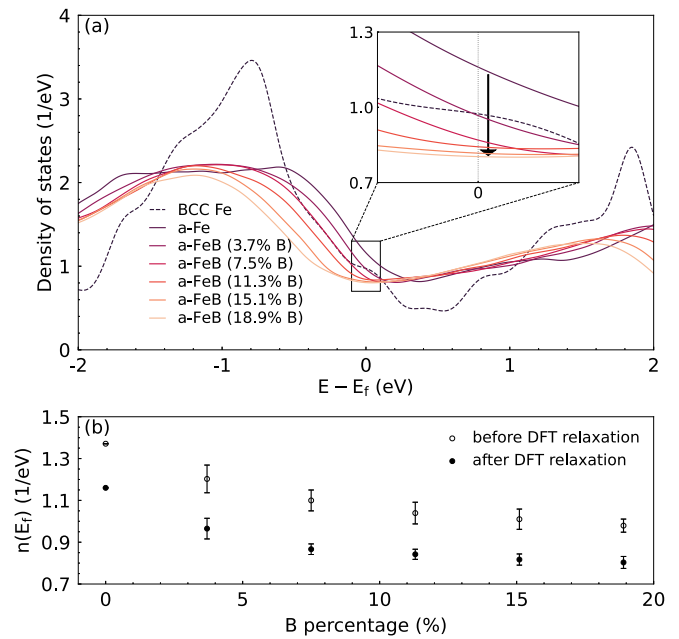 (a)
Density of states (1/eV)
4
3
2
1
0
1.3
1.0
0.7
0
BCC Fe
a-Fe
a-FeB (3.7% B)
a-FeB (7.5% B)
a-FeB (11.3% B)
a-FeB (15.1% B)
a-FeB (18.9% B)
−2 −1 0 1 2
E − E_f (eV)
(b)
n(E_f) (1/eV)
1.5
1.3
1.1
0.9
0.7
before DFT relaxation
after DFT relaxation
0 5 10 15 20
B percentage (%)